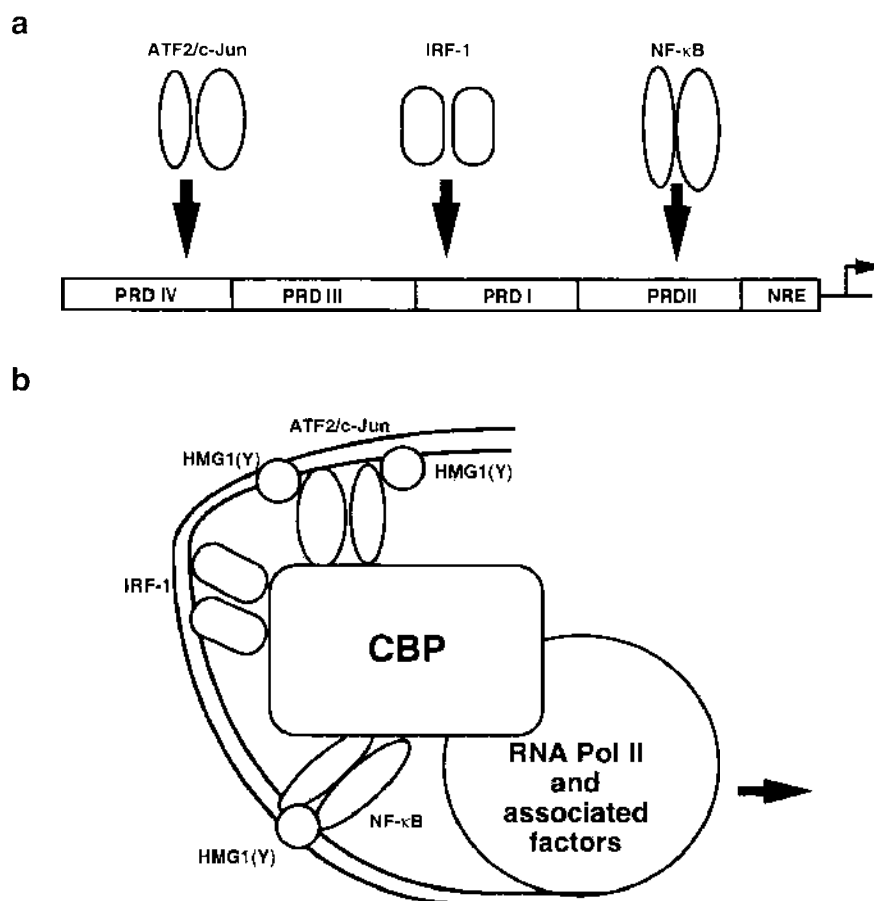 a
ATF2/c-Jun
IRF-1
NF-κB
PRD IV
PRD III
PRD I
PRDII
NRE
b
ATF2/c-Jun
HMG1(Y)
HMG1(Y)
IRF-1
CBP
RNA Pol II
and
associated
factors
NF-κB
HMG1(Y)